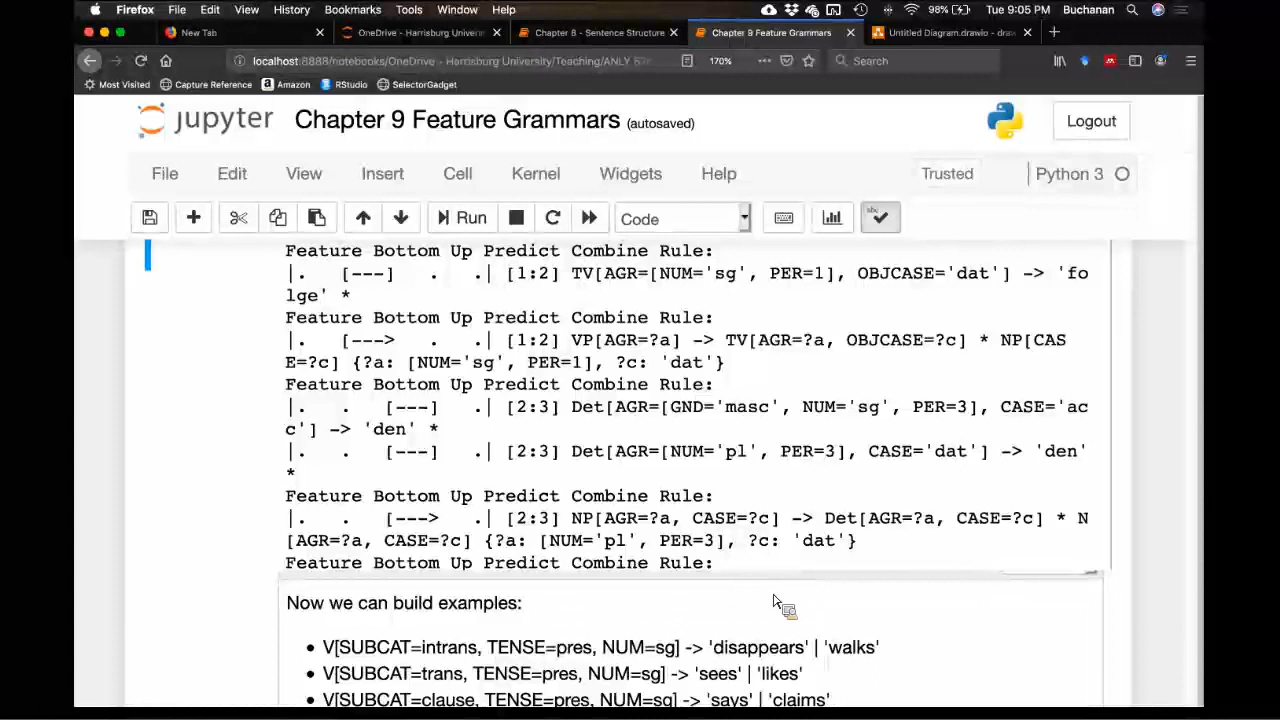 Firefox File Edit View History Bookmarks Tools Window Help 98% Tue 9:05 PM Buchanan
New Tab × OneDrive - Harrisburg Univers × Chapter 8 - Sentence Structure × Chapter 9 Feature Grammars × Untitled Diagram.drawio - draw ×
localhost:8888/notebooks/OneDrive - Harrisburg University/Teaching/ANLY 170% Search
Most Visited Capture Reference Amazon RStudio SelectorGadget
jupyter Chapter 9 Feature Grammars (autosaved) Logout
File Edit View Insert Cell Kernel Widgets Help Trusted Python 3
Run Code
Feature Bottom Up Predict Combine Rule:
|. [---] . .| [1:2] TV[AGR=[NUM='sg', PER=1], OBJCASE='dat'] -> 'fo
lge' *
Feature Bottom Up Predict Combine Rule:
|. [---> . .| [1:2] VP[AGR=?a] -> TV[AGR=?a, OBJCASE=?c] * NP[CAS
E=?c] {?a: [NUM='sg', PER=1], ?c: 'dat'}
Feature Bottom Up Predict Combine Rule:
|. . [---] .| [2:3] Det[AGR=[GND='masc', NUM='sg', PER=3], CASE='ac
c'] -> 'den' *
|. . [---] .| [2:3] Det[AGR=[NUM='pl', PER=3], CASE='dat'] -> 'den'
*
Feature Bottom Up Predict Combine Rule:
|. . [---> .| [2:3] NP[AGR=?a, CASE=?c] -> Det[AGR=?a, CASE=?c] * N
[AGR=?a, CASE=?c] {?a: [NUM='pl', PER=3], ?c: 'dat'}
Feature Bottom Up Predict Combine Rule:
Now we can build examples:
• V[SUBCAT=intrans, TENSE=pres, NUM=sg] -> 'disappears' | 'walks'
• V[SUBCAT=trans, TENSE=pres, NUM=sg] -> 'sees' | 'likes'
• V[SUBCAT=clause, TENSE=pres, NUM=sg] -> 'says' | 'claims'